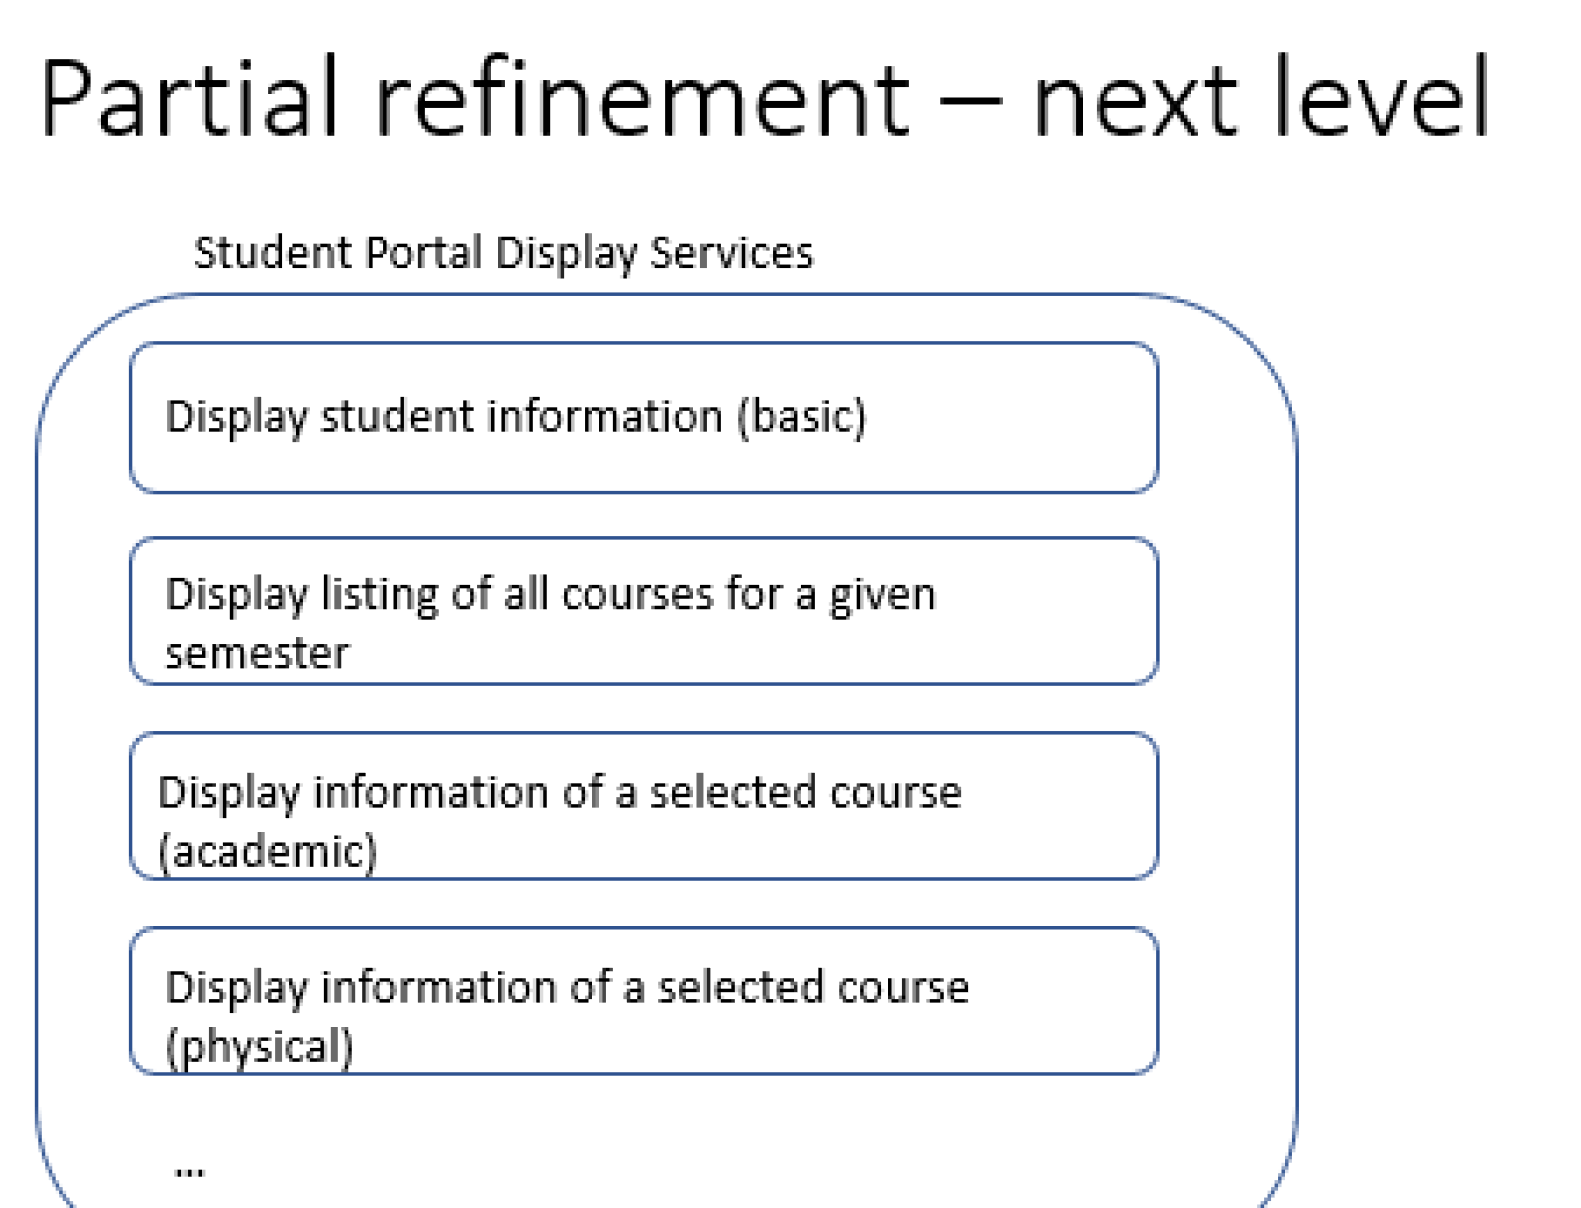 Partial refinement – next level
Student Portal Display Services
Display student information (basic)
Display listing of all courses for a given
semester
Display information of a selected course
(academic)
Display information of a selected course
(physical)
...